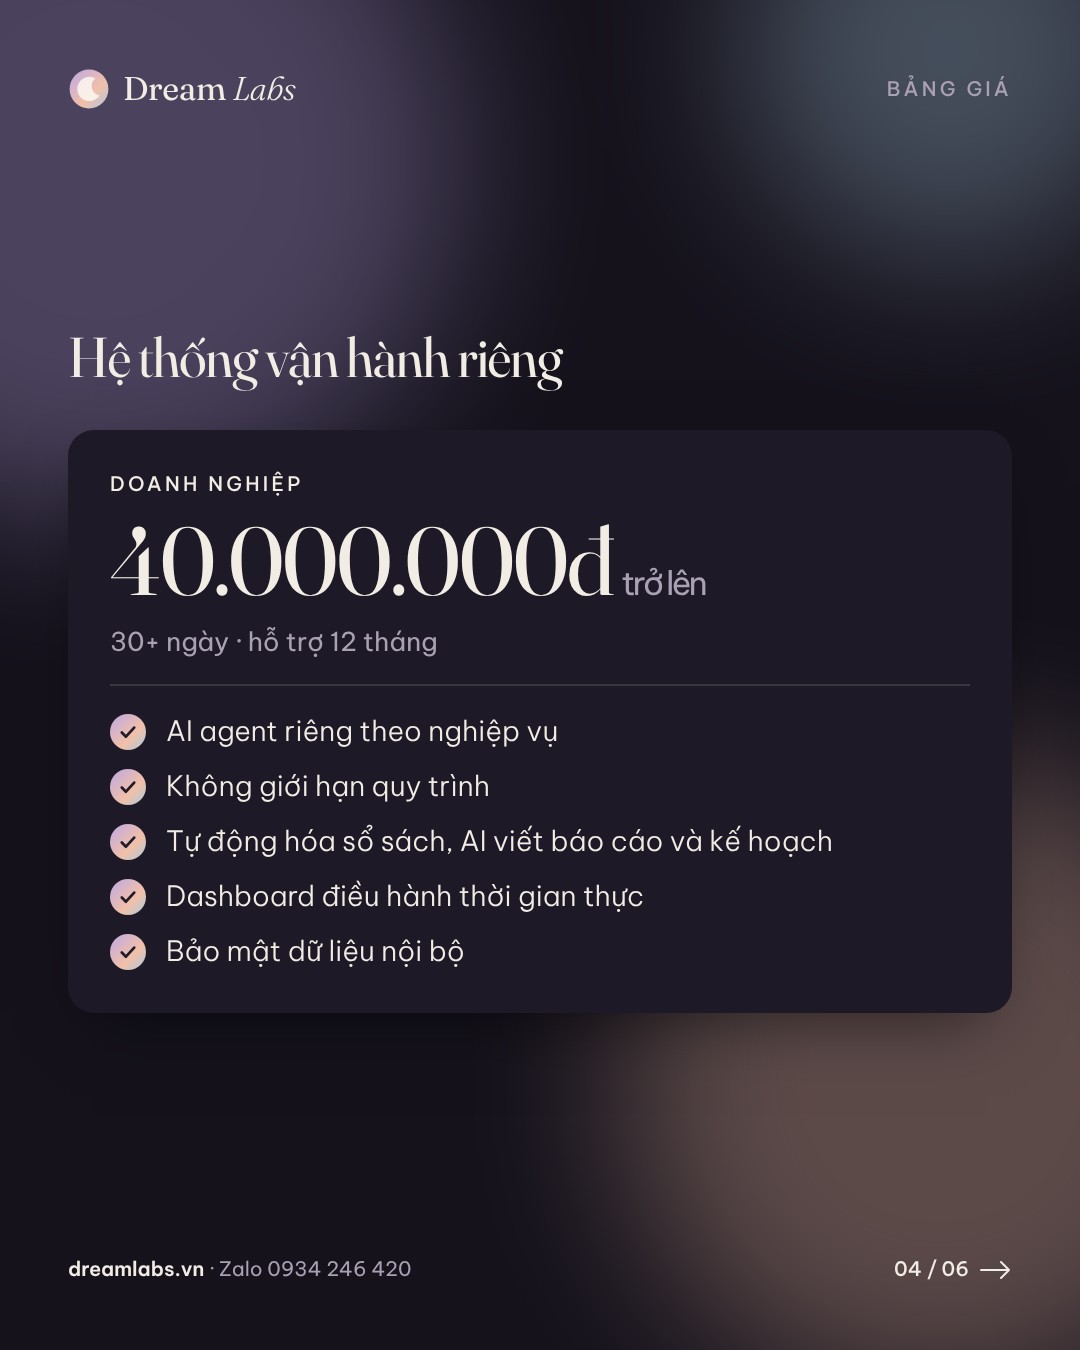 Dream Labs
BẢNG GIÁ
Hệ thống vận hành riêng
DOANH NGHIỆP
40.000.000đ trở lên
30+ ngày · hỗ trợ 12 tháng
AI agent riêng theo nghiệp vụ
Không giới hạn quy trình
Tự động hóa sổ sách, AI viết báo cáo và kế hoạch
Dashboard điều hành thời gian thực
Bảo mật dữ liệu nội bộ
dreamlabs.vn · Zalo 0934 246 420
04 / 06 →